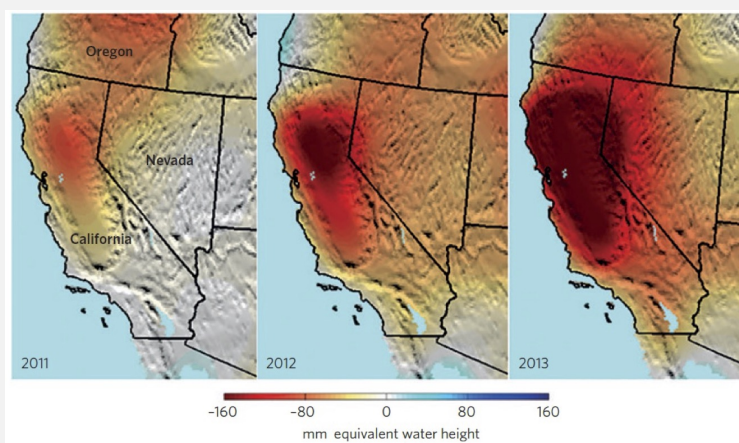 Oregon
Nevada
California
2011
2012
2013
−160
−80
0
80
160
mm equivalent water height